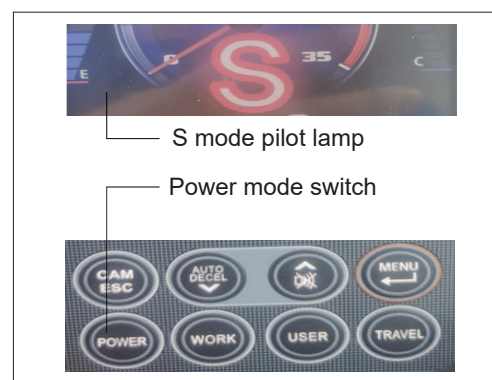 E
0
S
35
C
S mode pilot lamp
Power mode switch
CAM
ESC
AUTO
DECEL
MENU
POWER
WORK
USER
TRAVEL